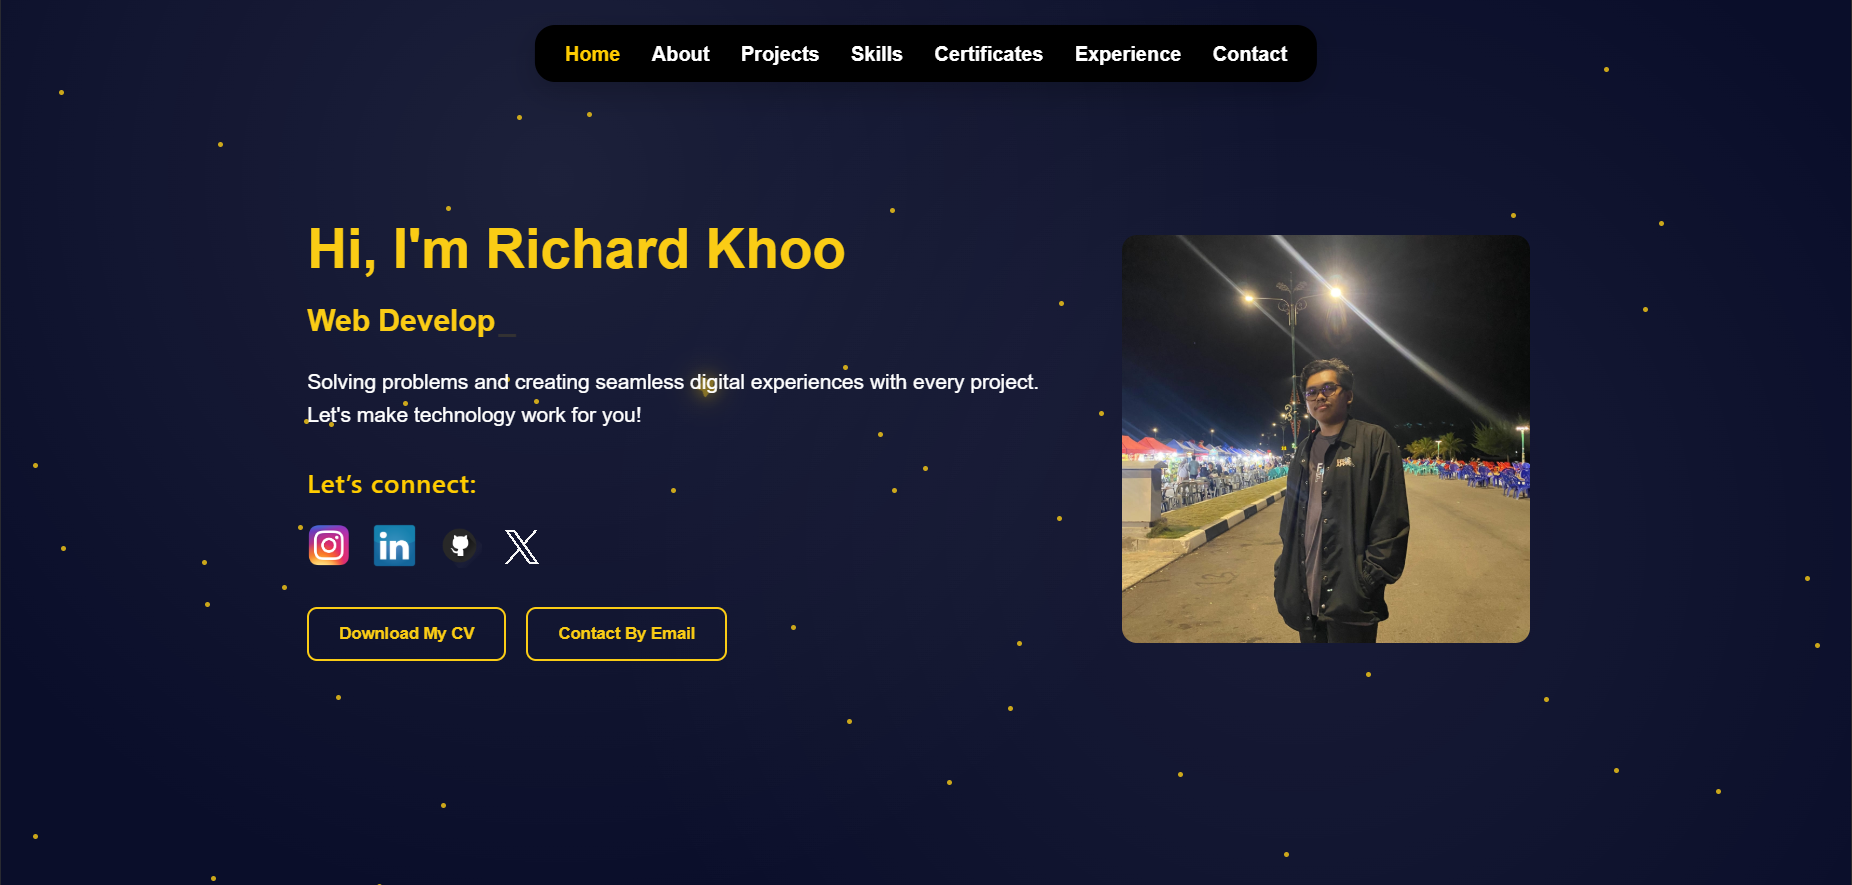 Home About Projects Skills Certificates Experience Contact
Hi, I'm Richard Khoo
Web Develop_
Solving problems and creating seamless digital experiences with every project.
Let's make technology work for you!
Let’s connect:
in
Download My CV Contact By Email